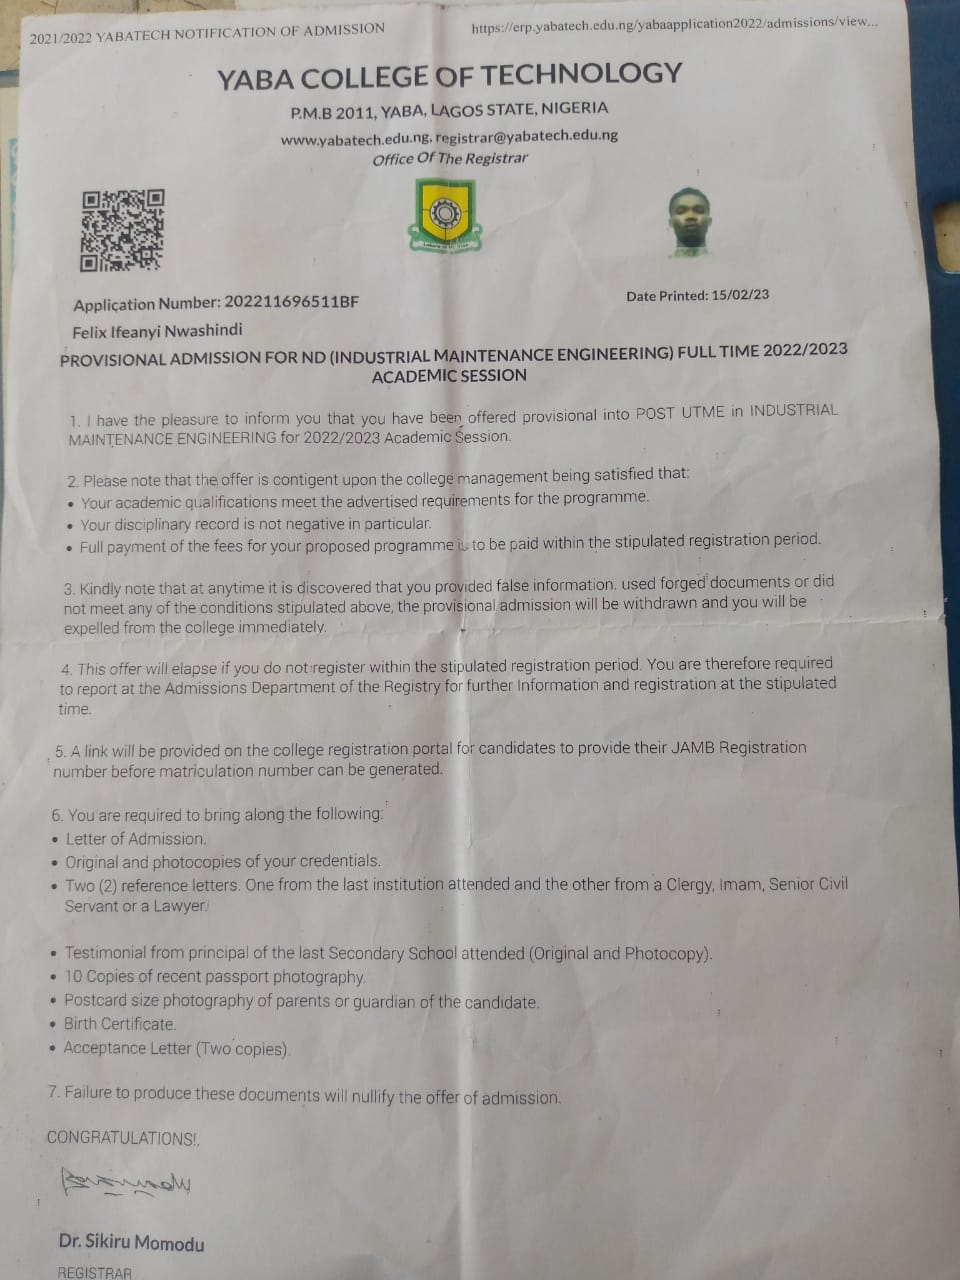 2021/2022 YABATECH NOTIFICATION OF ADMISSION
https://erp.yabatech.edu.ng/yabaapplication2022/admissions/view...
YABA COLLEGE OF TECHNOLOGY
P.M.B 2011, YABA, LAGOS STATE, NIGERIA
www.yabatech.edu.ng, registrar@yabatech.edu.ng
Office Of The Registrar
Application Number: 202211696511BF
Date Printed: 15/02/23
Felix Ifeanyi Nwashindi
PROVISIONAL ADMISSION FOR ND (INDUSTRIAL MAINTENANCE ENGINEERING) FULL TIME 2022/2023
ACADEMIC SESSION
1. I have the pleasure to inform you that you have been offered provisional into POST UTME in INDUSTRIAL
MAINTENANCE ENGINEERING for 2022/2023 Academic Session.
2. Please note that the offer is contigent upon the college management being satisfied that:
• Your academic qualifications meet the advertised requirements for the programme.
• Your disciplinary record is not negative in particular.
• Full payment of the fees for your proposed programme is to be paid within the stipulated registration period.
3. Kindly note that at anytime it is discovered that you provided false information, used forged documents or did
not meet any of the conditions stipulated above, the provisional admission will be withdrawn and you will be
expelled from the college immediately.
4. This offer will elapse if you do not register within the stipulated registration period. You are therefore required
to report at the Admissions Department of the Registry for further Information and registration at the stipulated
time.
5. A link will be provided on the college registration portal for candidates to provide their JAMB Registration
number before matriculation number can be generated.
6. You are required to bring along the following:
• Letter of Admission.
• Original and photocopies of your credentials.
• Two (2) reference letters. One from the last institution attended and the other from a Clergy, Imam, Senior Civil
Servant or a Lawyer.
• Testimonial from principal of the last Secondary School attended (Original and Photocopy).
• 10 Copies of recent passport photography.
• Postcard size photography of parents or guardian of the candidate.
• Birth Certificate.
• Acceptance Letter (Two copies).
7. Failure to produce these documents will nullify the offer of admission.
CONGRATULATIONS!.
Dr. Sikiru Momodu
REGISTRAR